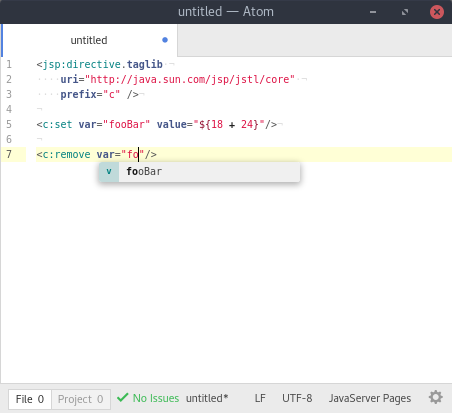 untitled — Atom
untitled
1 <jsp:directive.taglib
2 uri="http://java.sun.com/jsp/jstl/core"
3 prefix="c" />
4
5 <c:set var="fooBar" value="${18 + 24}"/>
6
7 <c:remove var="fo"/>
v fooBar
File 0 Project 0 No Issues untitled* LF UTF-8 JavaServer Pages